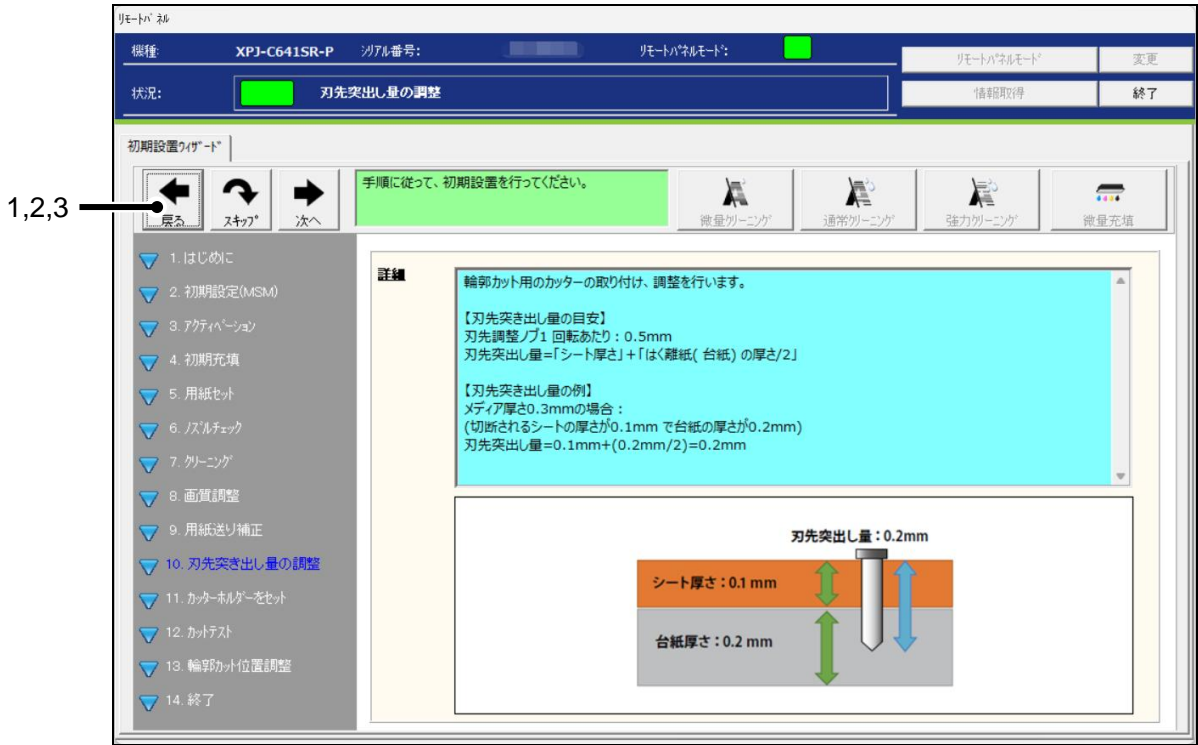 リモートパネル
機種:
XPJ-C641SR-P
シリアル番号:
リモートパネルモード:
リモートパネルモード
変更
状況:
刃先突出し量の調整
情報取得
終了
初期設置ウィザード
1,2,3
戻る
スキップ
次へ
手順に従って、初期設置を行ってください。
微量クリーニング
通常クリーニング
強力クリーニング
微量充填
1. はじめに
2. 初期設定(MSM)
3. アクティベーション
4. 初期充填
5. 用紙セット
6. ノズルチェック
7. クリーニング
8. 画質調整
9. 用紙送り補正
10. 刃先突き出し量の調整
11. カッターホルダーをセット
12. カットテスト
13. 輪郭カット位置調整
14. 終了
詳細
輪郭カット用のカッターの取り付け、調整を行います。
【刃先突き出し量の目安】
刃先調整ノブ1 回転あたり : 0.5mm
刃先突出し量=「シート厚さ」+「はく離紙( 台紙) の厚さ/2」
【刃先突き出し量の例】
メディア厚さ0.3mmの場合 :
(切断されるシートの厚さが0.1mm で台紙の厚さが0.2mm)
刃先突出し量=0.1mm+(0.2mm/2)=0.2mm
刃先突出し量:0.2mm
シート厚さ:0.1 mm
台紙厚さ:0.2 mm